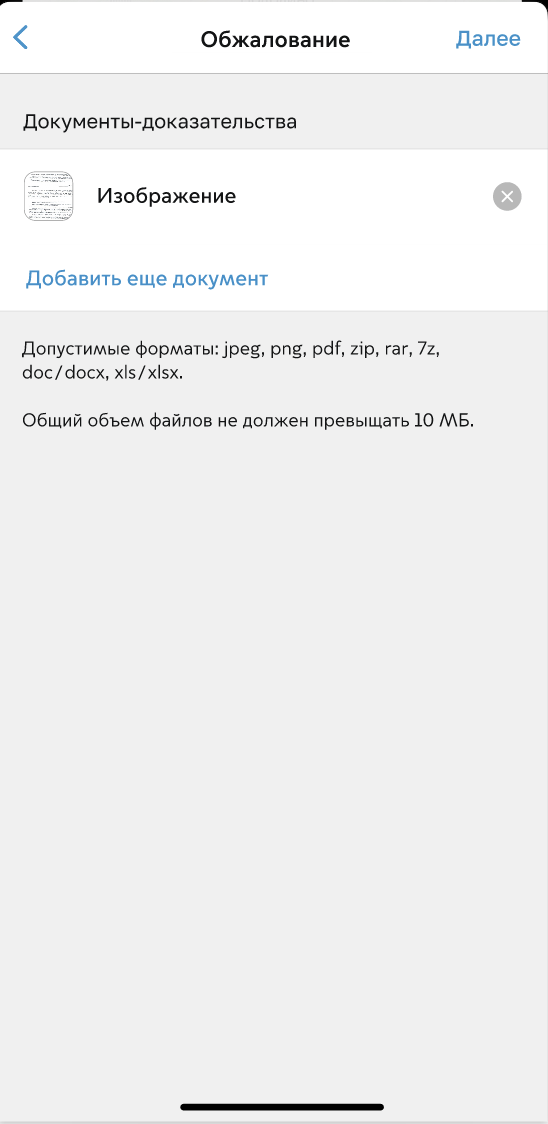 Обжалование
Далее
Документы-доказательства
Изображение
Добавить еще документ
Допустимые форматы: jpeg, png, pdf, zip, rar, 7z,
doc/docx, xls/xlsx.
Общий объем файлов не должен превыщать 10 МБ.